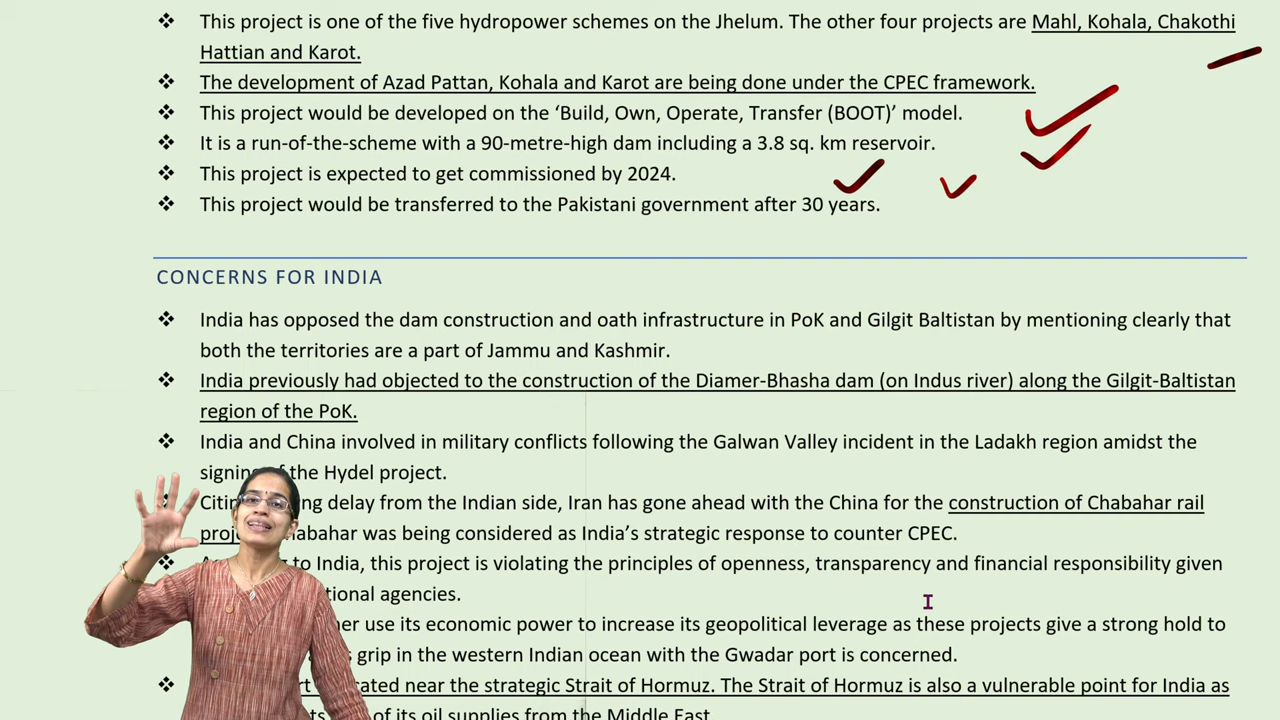 ❖ This project is one of the five hydropower schemes on the Jhelum. The other four projects are Mahl, Kohala, Chakothi
Hattian and Karot.
❖ The development of Azad Pattan, Kohala and Karot are being done under the CPEC framework.
❖ This project would be developed on the ‘Build, Own, Operate, Transfer (BOOT)’ model.
❖ It is a run-of-the-scheme with a 90-metre-high dam including a 3.8 sq. km reservoir.
❖ This project is expected to get commissioned by 2024.
❖ This project would be transferred to the Pakistani government after 30 years.
CONCERNS FOR INDIA
❖ India has opposed the dam construction and oath infrastructure in PoK and Gilgit Baltistan by mentioning clearly that
both the territories are a part of Jammu and Kashmir.
❖ India previously had objected to the construction of the Diamer-Bhasha dam (on Indus river) along the Gilgit-Baltistan
region of the PoK.
❖ India and China involved in military conflicts following the Galwan Valley incident in the Ladakh region amidst the
signing of the Hydel project.
delay from the Indian side, Iran has gone ahead with the China for the construction of Chabahar rail
was being considered as India’s strategic response to counter CPEC.
to India, this project is violating the principles of openness, transparency and financial responsibility given
agencies.
use its economic power to increase its geopolitical leverage as these projects give a strong hold to
grip in the western Indian ocean with the Gwadar port is concerned.
❖ near the strategic Strait of Hormuz. The Strait of Hormuz is also a vulnerable point for India as
of its oil supplies from the Middle East.